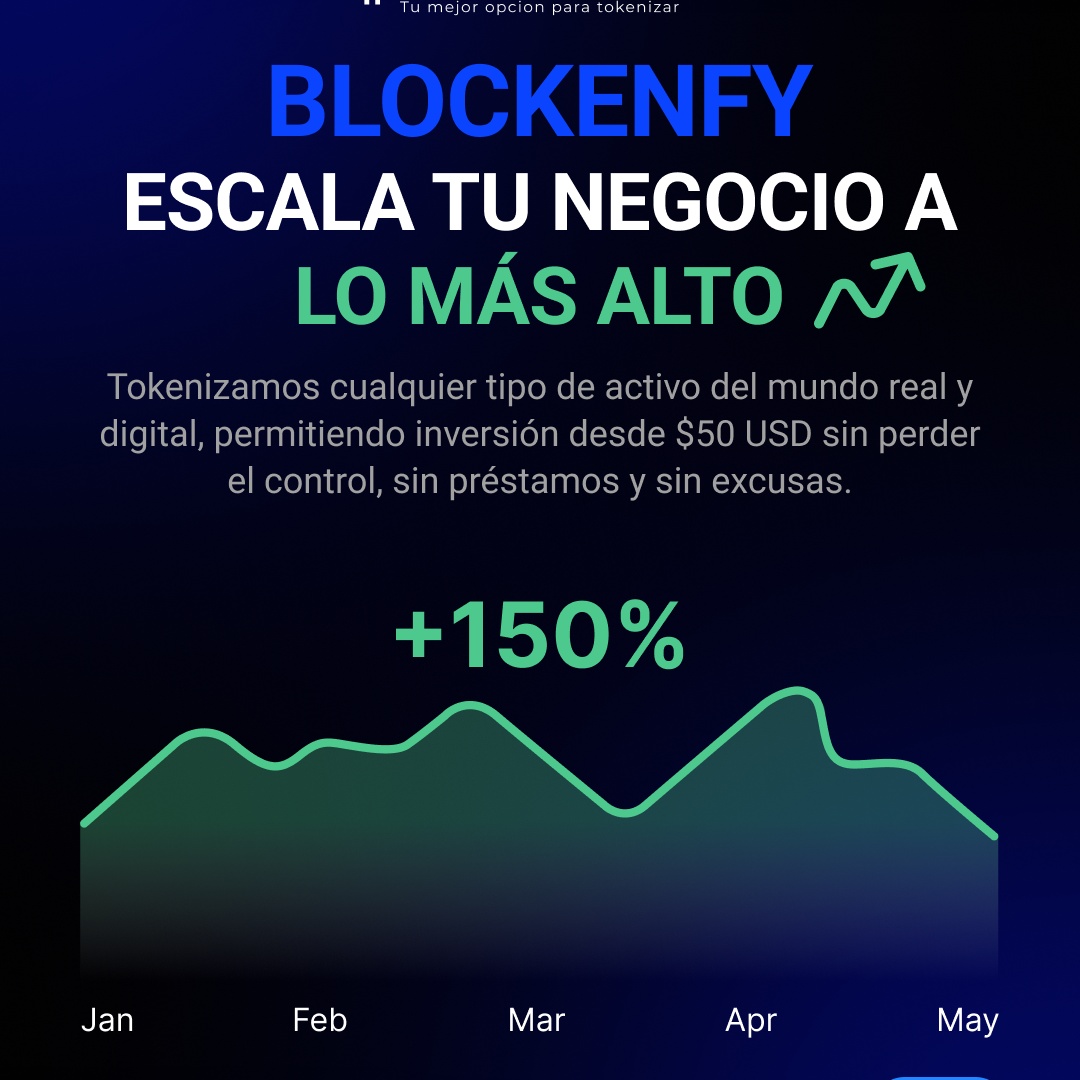 Tu mejor opcion para tokenizar
BLOCKENFY
ESCALA TU NEGOCIO A
LO MÁS ALTO
Tokenizamos cualquier tipo de activo del mundo real y
digital, permitiendo inversión desde $50 USD sin perder
el control, sin préstamos y sin excusas.
+150%
Jan Feb Mar Apr May